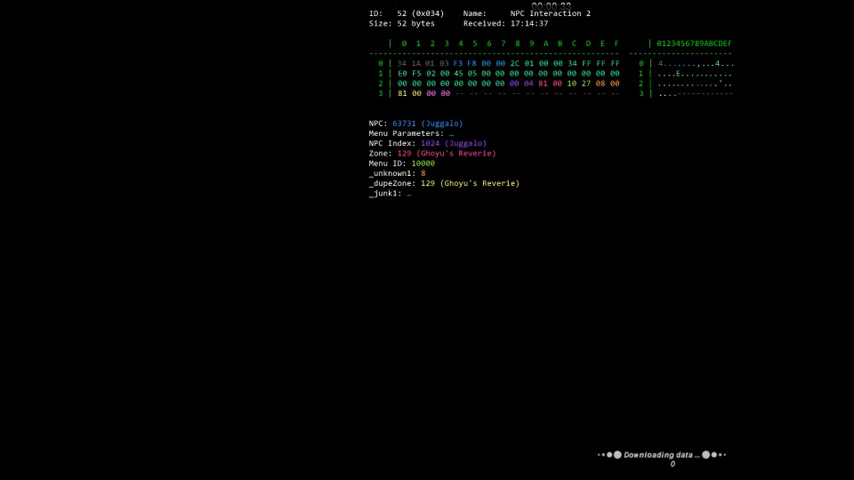 00:00:22
ID: 52 (0x034) Name: NPC Interaction 2
Size: 52 bytes Received: 17:14:37
| 0 1 2 3 4 5 6 7 8 9 A B C D E F | 0123456789ABCDEF
0 | 34 1A 01 03 F3 F8 00 00 2C 01 00 00 34 FF FF FF 0 | 4.......,...4...
1 | E0 F5 02 00 45 05 00 00 00 00 00 00 00 00 00 00 1 | ....E...........
2 | 00 00 00 00 00 00 00 00 00 04 81 00 10 27 08 00 2 | .............'..
3 | 81 00 00 00 -- -- -- -- -- -- -- -- -- -- -- -- 3 | ....------------
NPC: 63731 (Juggalo)
Menu Parameters: …
NPC Index: 1024 (Juggalo)
Zone: 129 (Ghoyu's Reverie)
Menu ID: 10000
_unknown1: 8
_dupeZone: 129 (Ghoyu's Reverie)
_junk1: …
Downloading data ...
0